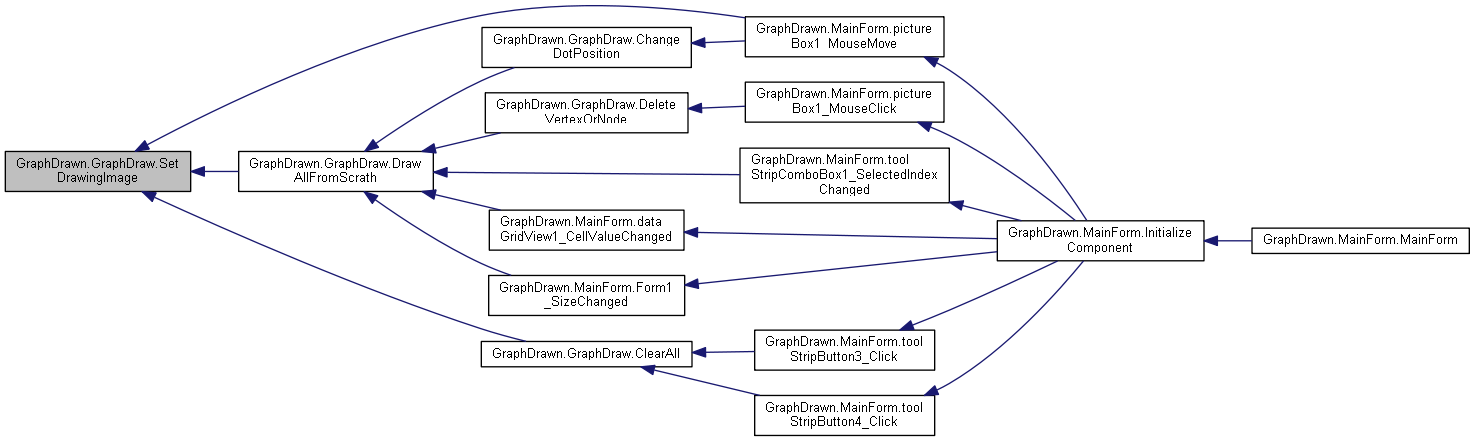 GraphDrawn.GraphDraw.Set
DrawingImage
GraphDrawn.GraphDraw.Draw
AllFromScrath
GraphDrawn.GraphDraw.Change
DotPosition
GraphDrawn.GraphDraw.Delete
VertexOrNode
GraphDrawn.MainForm.data
GridView1_CellValueChanged
GraphDrawn.MainForm.Form1
_SizeChanged
GraphDrawn.GraphDraw.ClearAll
GraphDrawn.MainForm.picture
Box1_MouseMove
GraphDrawn.MainForm.picture
Box1_MouseClick
GraphDrawn.MainForm.tool
StripComboBox1_SelectedIndex
Changed
GraphDrawn.MainForm.tool
StripButton3_Click
GraphDrawn.MainForm.tool
StripButton4_Click
GraphDrawn.MainForm.Initialize
Component
GraphDrawn.MainForm.MainForm